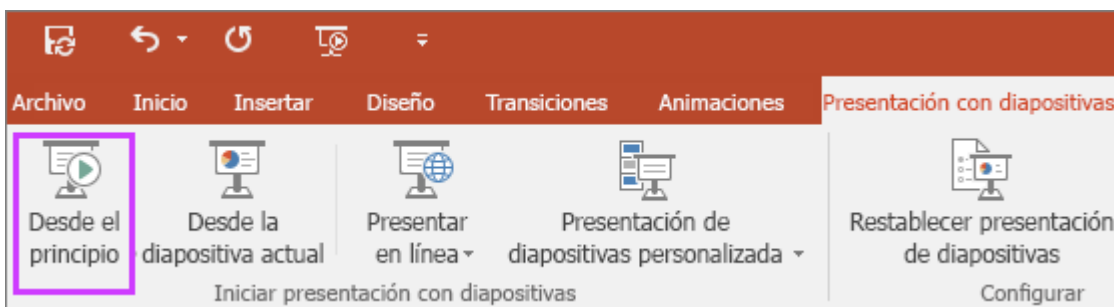 Archivo Inicio Insertar Diseño Transiciones Animaciones Presentación con diapositivas
Desde el principio
Desde la diapositiva actual
Presentar en línea
Presentación de diapositivas personalizada
Restablecer presentación de diapositivas
Iniciar presentación con diapositivas
Configurar